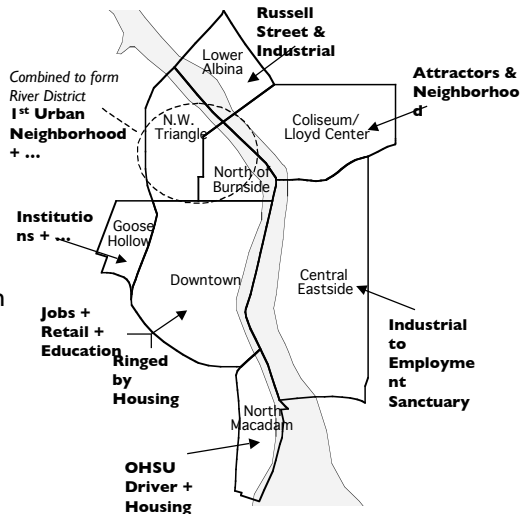 Russell
Street &
Industrial
Lower
Albina
Combined to form
River District
1st Urban
Neighborhood
+ ...
Attractors &
Neighborhoo
d
N.W.
Triangle
Coliseum/
Lloyd Center
North of
Burnside
Institutio
ns + ...
Goose
Hollow
Downtown
Central
Eastside
n
Jobs +
Retail +
Education
Ringed
by
Housing
Industrial
to
Employme
nt
Sanctuary
North
Macadam
OHSU
Driver +
Housing